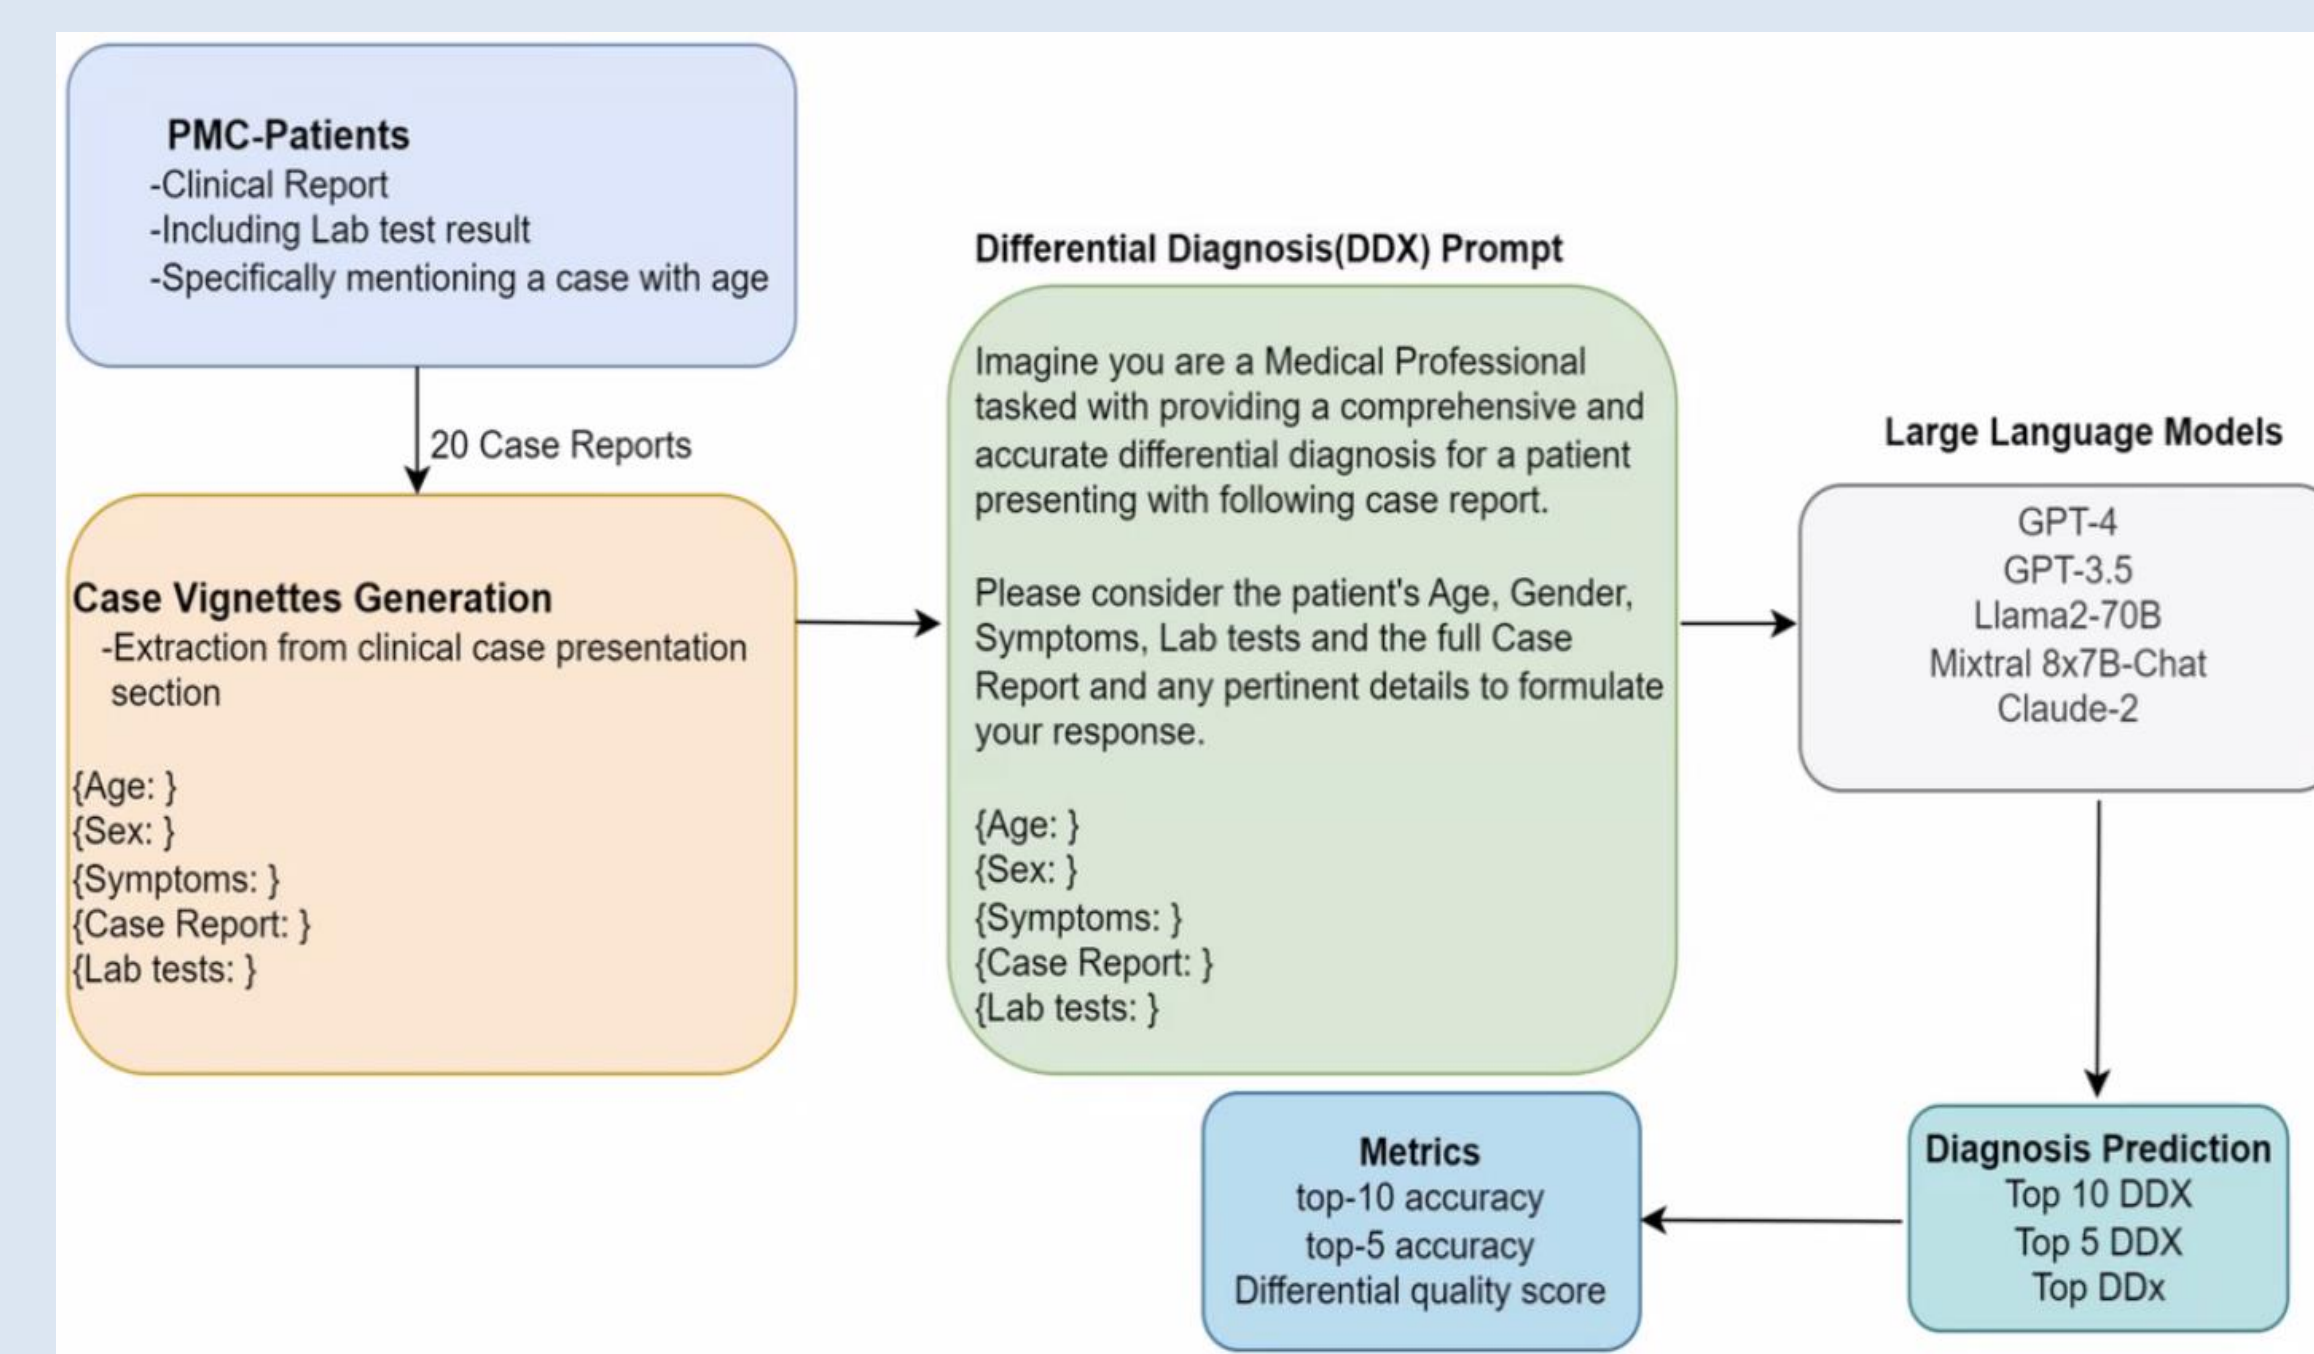 PMC-Patients
-Clinical Report
-Including Lab test result
-Specifically mentioning a case with age
20 Case Reports
Case Vignettes Generation
-Extraction from clinical case presentation
section
{Age: }
{Sex: }
{Symptoms: }
{Case Report: }
{Lab tests: }
Differential Diagnosis(DDX) Prompt
Imagine you are a Medical Professional
tasked with providing a comprehensive and
accurate differential diagnosis for a patient
presenting with following case report.
Please consider the patient's Age, Gender,
Symptoms, Lab tests and the full Case
Report and any pertinent details to formulate
your response.
{Age: }
{Sex: }
{Symptoms: }
{Case Report: }
{Lab tests: }
Large Language Models
GPT-4
GPT-3.5
Llama2-70B
Mixtral 8x7B-Chat
Claude-2
Diagnosis Prediction
Top 10 DDX
Top 5 DDX
Top DDx
Metrics
top-10 accuracy
top-5 accuracy
Differential quality score